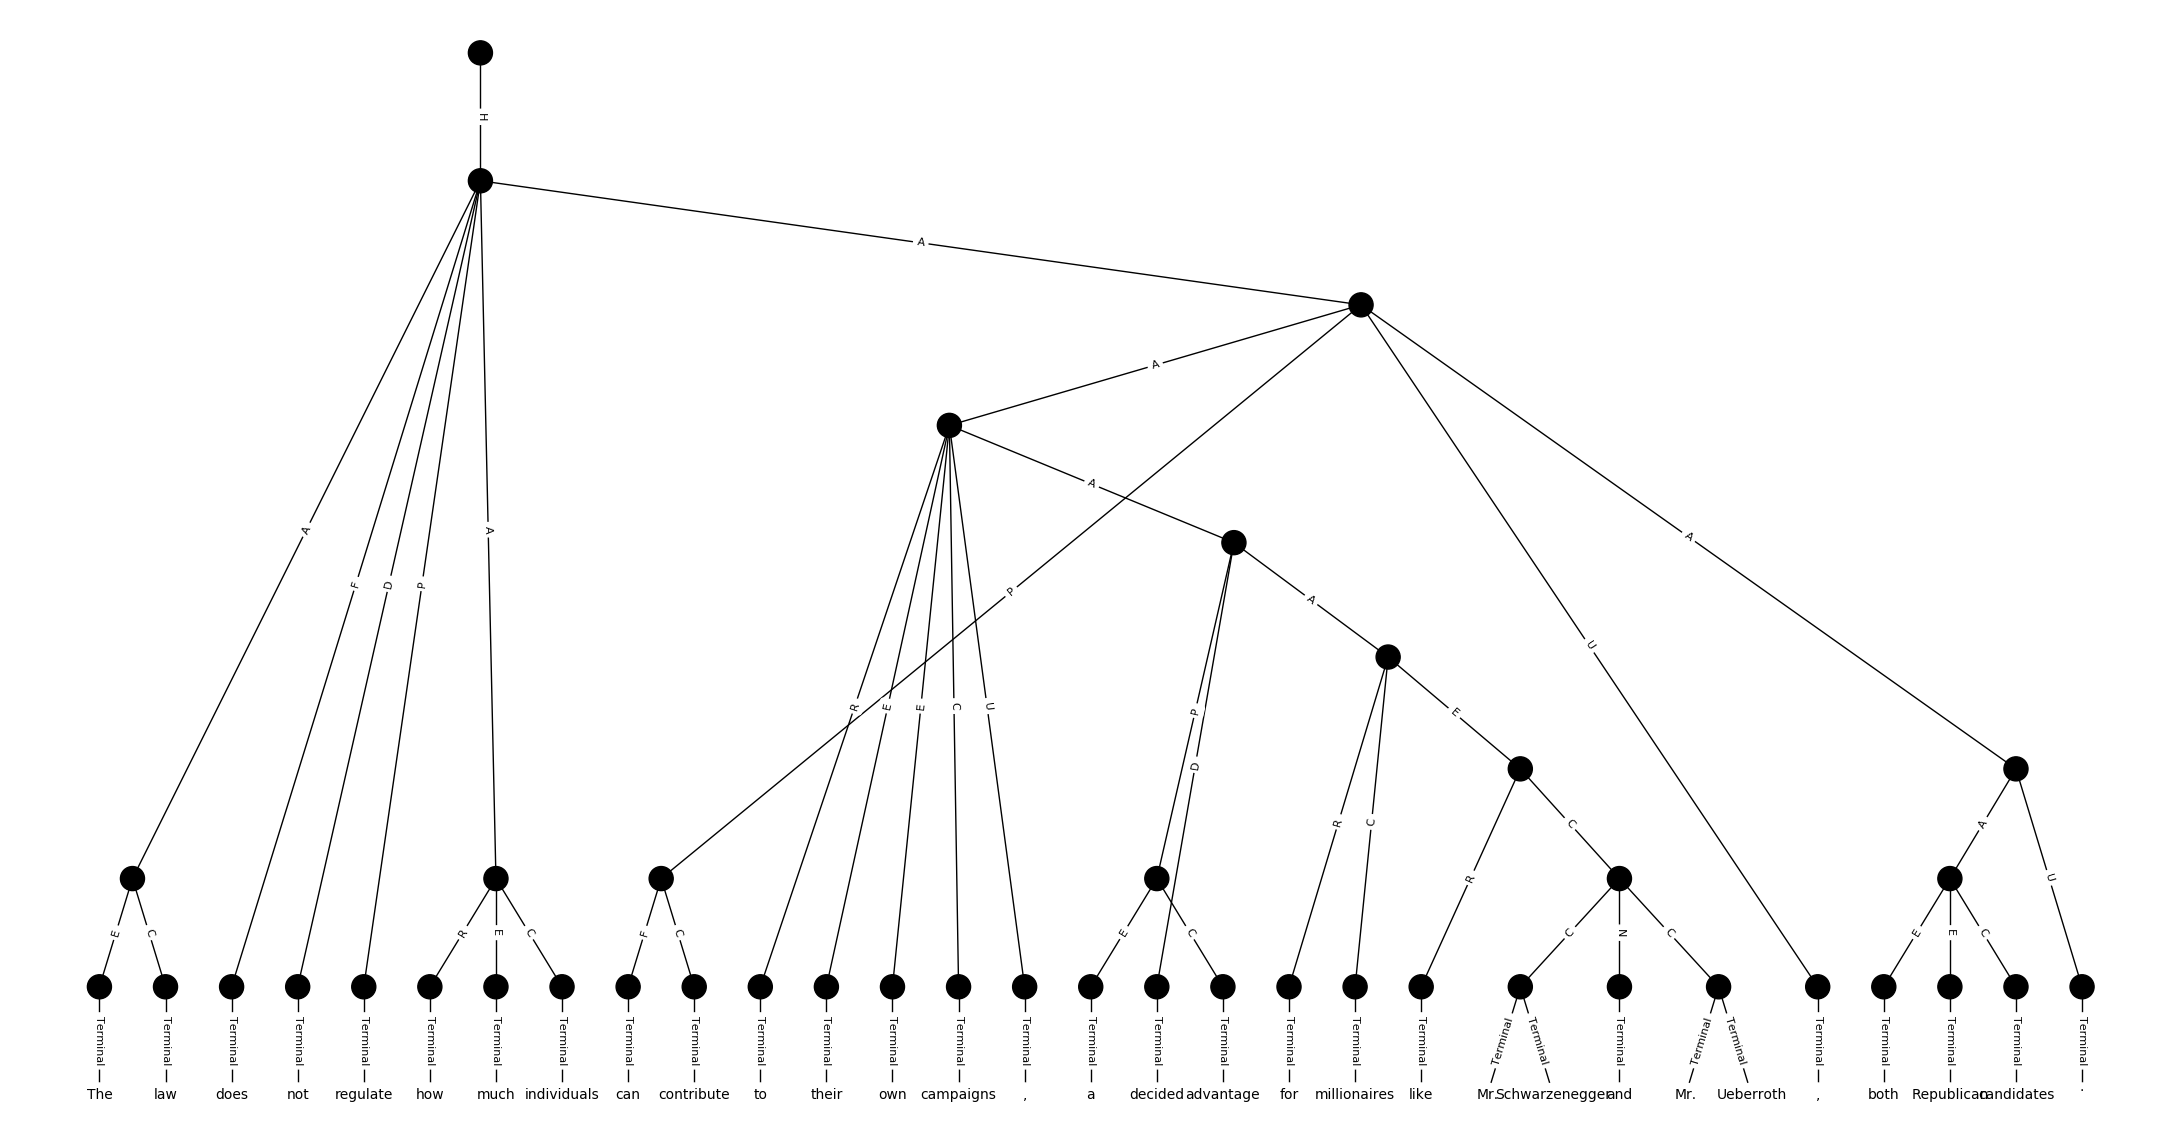 H
A
A
A
A
P
A
A
F
D
P
A
U
A
R
E
E
C
U
P
D
E
R
C
C
R
A
U
E
C
R
E
C
F
C
E
C
C
N
C
E
E
C
Terminal Terminal Terminal Terminal Terminal Terminal Terminal Terminal Terminal Terminal Terminal Terminal Terminal Terminal Terminal Terminal Terminal Terminal Terminal Terminal Terminal Terminal Terminal Terminal Terminal Terminal Terminal Terminal Terminal Terminal Terminal
The law does not regulate how much individuals can contribute to their own campaigns , a decided advantage for millionaires like Mr. Schwarzenegger and Mr. Ueberroth , both Republican candidates .